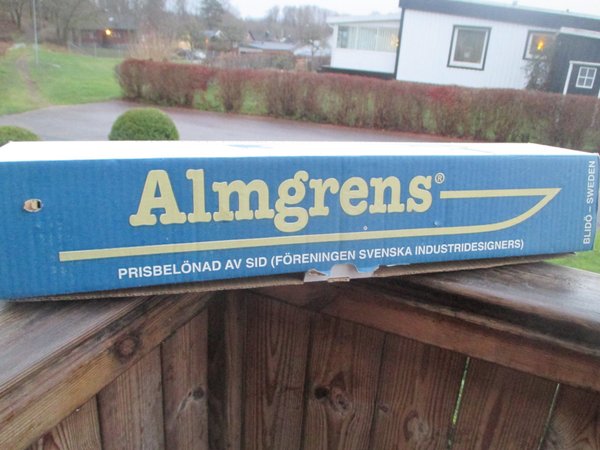 Almgrens®
PRISBELÖNAD AV SID (FÖRENINGEN SVENSKA INDUSTRIDESIGNERS)
BLIDÖ – SWEDEN